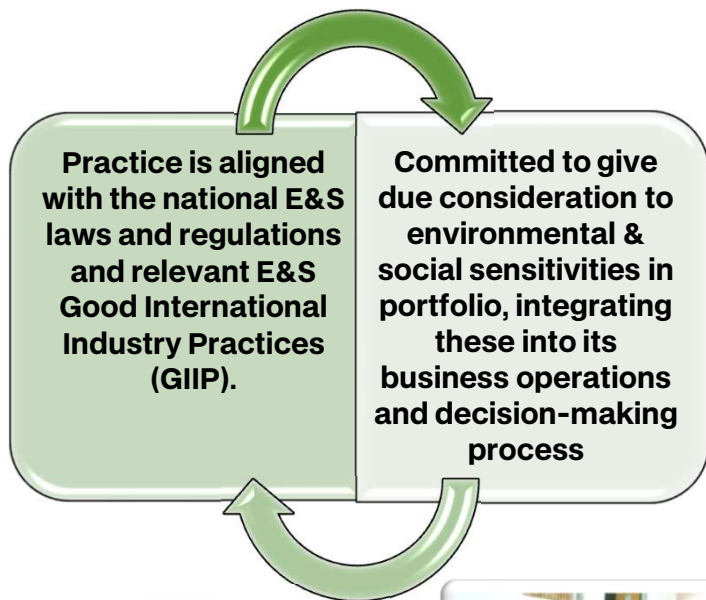 Practice is aligned
with the national E&S
laws and regulations
and relevant E&S
Good International
Industry Practices
(GIIP).
Committed to give
due consideration to
environmental &
social sensitivities in
portfolio, integrating
these into its
business operations
and decision-making
process